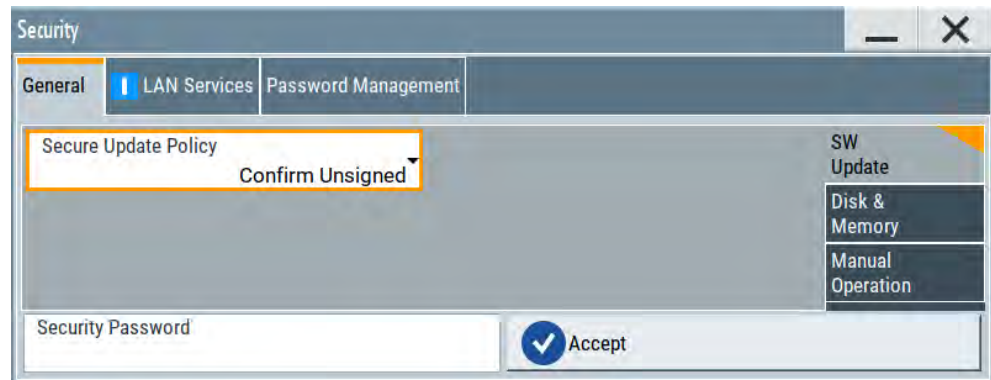 Security
General
LAN Services
Password Management
Secure Update Policy
Confirm Unsigned
SW
Update
Disk &
Memory
Manual
Operation
Security Password
Accept